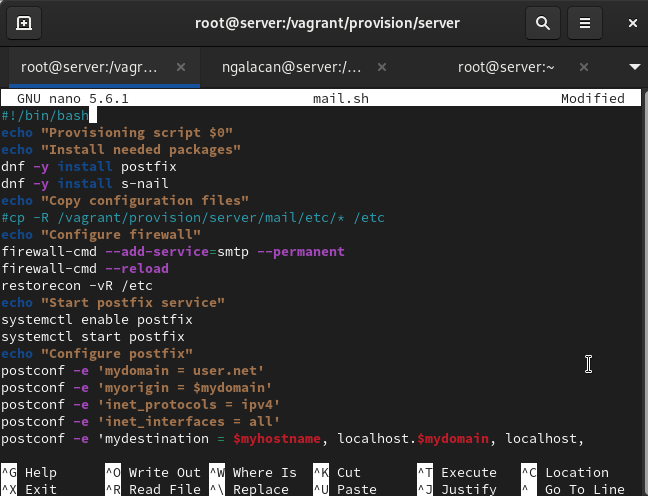 root@server:/vagrant/provision/server
root@server:/vagr... ngalacan@server:/... root@server:~
GNU nano 5.6.1 mail.sh Modified
#!/bin/bash
echo "Provisioning script $0"
echo "Install needed packages"
dnf -y install postfix
dnf -y install s-nail
echo "Copy configuration files"
#cp -R /vagrant/provision/server/mail/etc/* /etc
echo "Configure firewall"
firewall-cmd --add-service=smtp --permanent
firewall-cmd --reload
restorecon -vR /etc
echo "Start postfix service"
systemctl enable postfix
systemctl start postfix
echo "Configure postfix"
postconf -e 'mydomain = user.net'
postconf -e 'myorigin = $mydomain'
postconf -e 'inet_protocols = ipv4'
postconf -e 'inet_interfaces = all'
postconf -e 'mydestination = $myhostname, localhost.$mydomain, localhost,
^G Help ^O Write Out ^W Where Is ^K Cut ^T Execute ^C Location
^X Exit ^R Read File ^\ Replace ^U Paste ^J Justify ^_ Go To Line